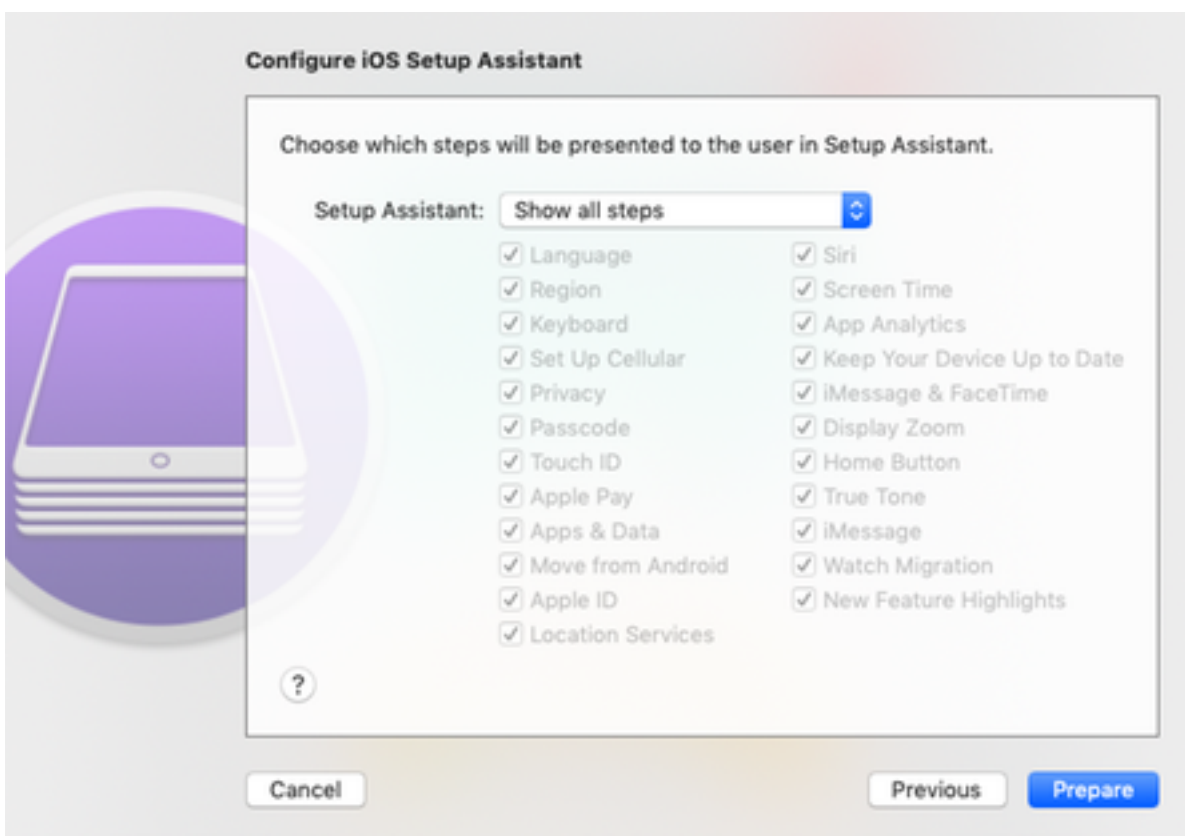 Configure iOS Setup Assistant
Choose which steps will be presented to the user in Setup Assistant.
Setup Assistant: Show all steps
Language
Region
Keyboard
Set Up Cellular
Privacy
Passcode
Touch ID
Apple Pay
Apps & Data
Move from Android
Apple ID
Location Services
Siri
Screen Time
App Analytics
Keep Your Device Up to Date
iMessage & FaceTime
Display Zoom
Home Button
True Tone
iMessage
Watch Migration
New Feature Highlights
?
Cancel
Previous
Prepare